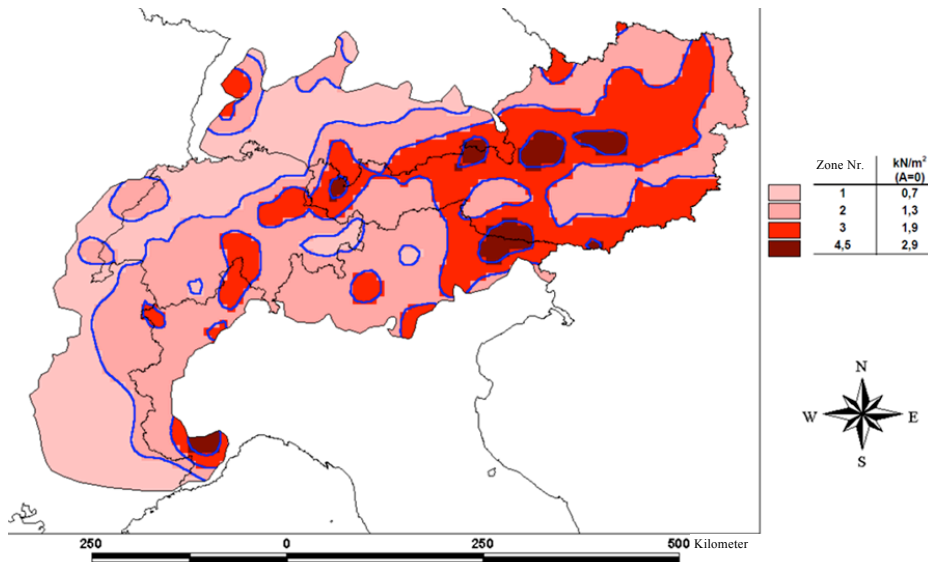 Zone Nr. kN/m²
(A=0)
1 0,7
2 1,3
3 1,9
4,5 2,9
N
W E
S
250 0 250 500 Kilometer